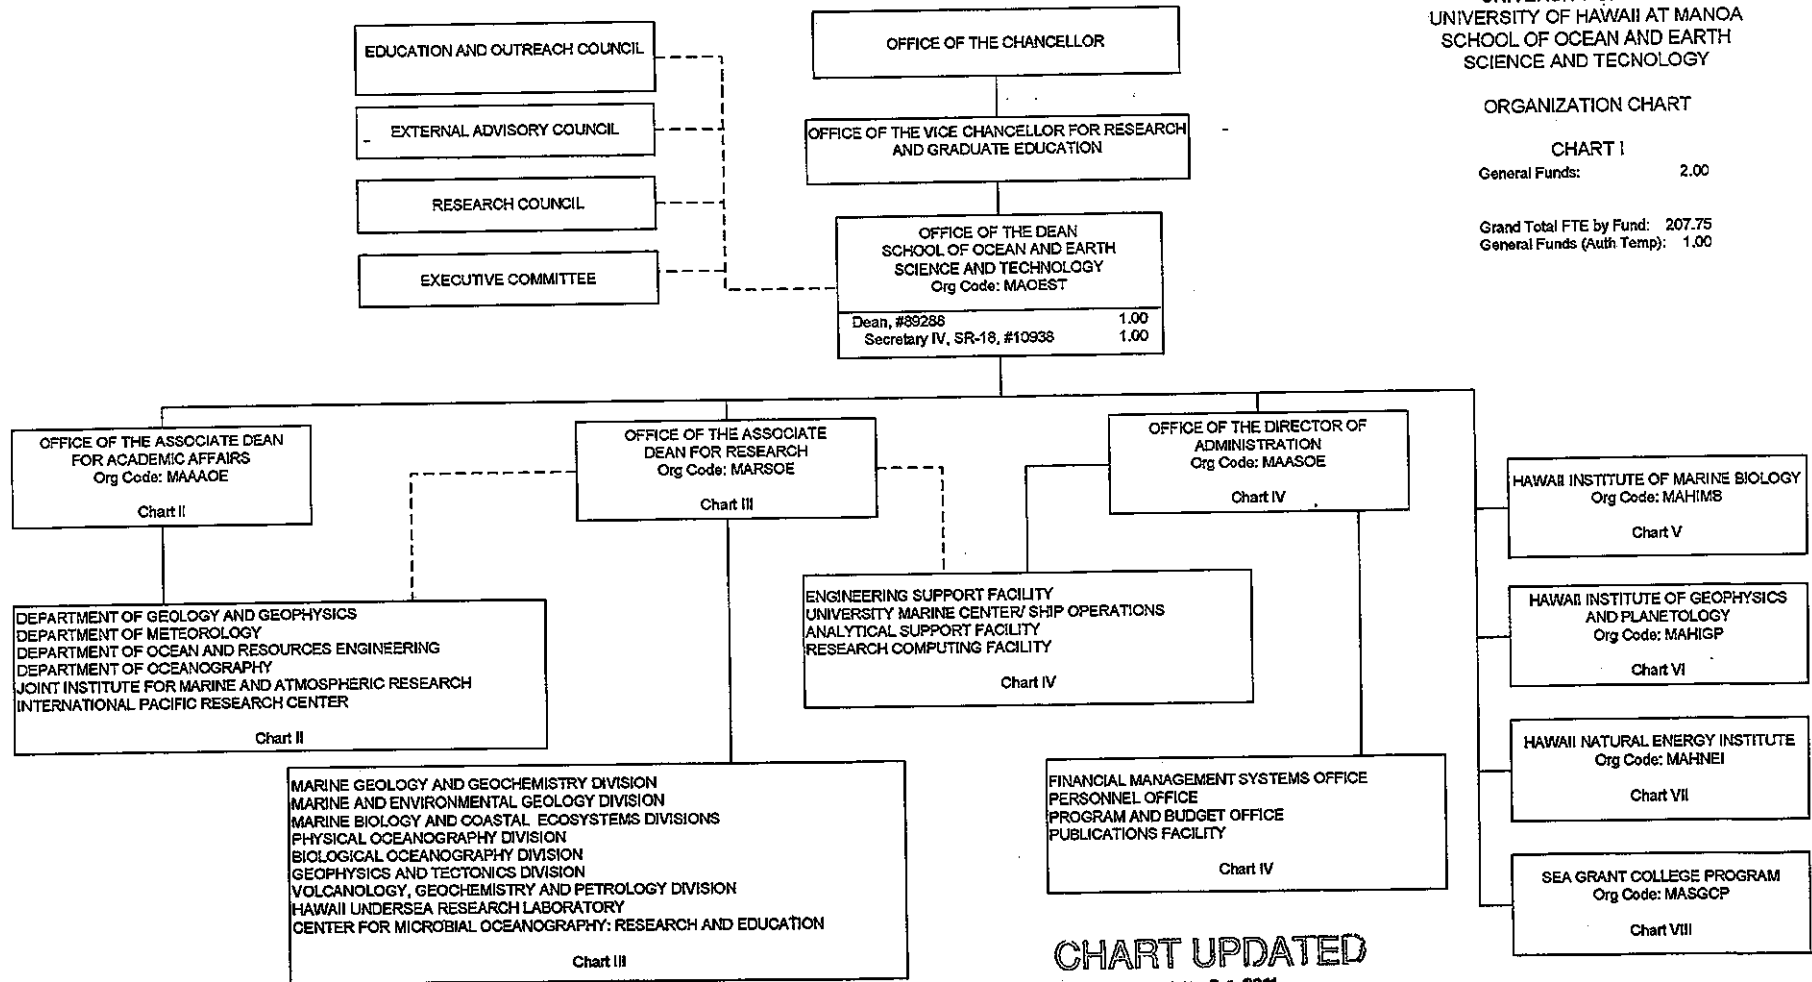 UNIVERSITY OF HAWAII AT MANOA
SCHOOL OF OCEAN AND EARTH
SCIENCE AND TECNOLOGY
ORGANIZATION CHART
CHART I
General Funds: 2.00
Grand Total FTE by Fund: 207.75
General Funds (Auth Temp): 1.00
EDUCATION AND OUTREACH COUNCIL
EXTERNAL ADVISORY COUNCIL
RESEARCH COUNCIL
EXECUTIVE COMMITTEE
OFFICE OF THE CHANCELLOR
OFFICE OF THE VICE CHANCELLOR FOR RESEARCH
AND GRADUATE EDUCATION
OFFICE OF THE DEAN
SCHOOL OF OCEAN AND EARTH
SCIENCE AND TECHNOLOGY
Org Code: MAOEST
Dean, #89288 1.00
Secretary IV, SR-18, #10938 1.00
OFFICE OF THE ASSOCIATE DEAN
FOR ACADEMIC AFFAIRS
Org Code: MAAAOE
Chart II
OFFICE OF THE ASSOCIATE
DEAN FOR RESEARCH
Org Code: MARSOE
Chart III
OFFICE OF THE DIRECTOR OF
ADMINISTRATION
Org Code: MAASOE
Chart IV
HAWAII INSTITUTE OF MARINE BIOLOGY
Org Code: MAHIMB
Chart V
HAWAII INSTITUTE OF GEOPHYSICS
AND PLANETOLOGY
Org Code: MAHIGP
Chart VI
HAWAII NATURAL ENERGY INSTITUTE
Org Code: MAHNEI
Chart VII
SEA GRANT COLLEGE PROGRAM
Org Code: MASGCP
Chart VIII
DEPARTMENT OF GEOLOGY AND GEOPHYSICS
DEPARTMENT OF METEOROLOGY
DEPARTMENT OF OCEAN AND RESOURCES ENGINEERING
DEPARTMENT OF OCEANOGRAPHY
JOINT INSTITUTE FOR MARINE AND ATMOSPHERIC RESEARCH
INTERNATIONAL PACIFIC RESEARCH CENTER
Chart II
ENGINEERING SUPPORT FACILITY
UNIVERSITY MARINE CENTER/ SHIP OPERATIONS
ANALYTICAL SUPPORT FACILITY
RESEARCH COMPUTING FACILITY
Chart IV
MARINE GEOLOGY AND GEOCHEMISTRY DIVISION
MARINE AND ENVIRONMENTAL GEOLOGY DIVISION
MARINE BIOLOGY AND COASTAL ECOSYSTEMS DIVISIONS
PHYSICAL OCEANOGRAPHY DIVISION
BIOLOGICAL OCEANOGRAPHY DIVISION
GEOPHYSICS AND TECTONICS DIVISION
VOLCANOLOGY, GEOCHEMISTRY AND PETROLOGY DIVISION
HAWAII UNDERSEA RESEARCH LABORATORY
CENTER FOR MICROBIAL OCEANOGRAPHY: RESEARCH AND EDUCATION
Chart III
FINANCIAL MANAGEMENT SYSTEMS OFFICE
PERSONNEL OFFICE
PROGRAM AND BUDGET OFFICE
PUBLICATIONS FACILITY
Chart IV
CHART UPDATED